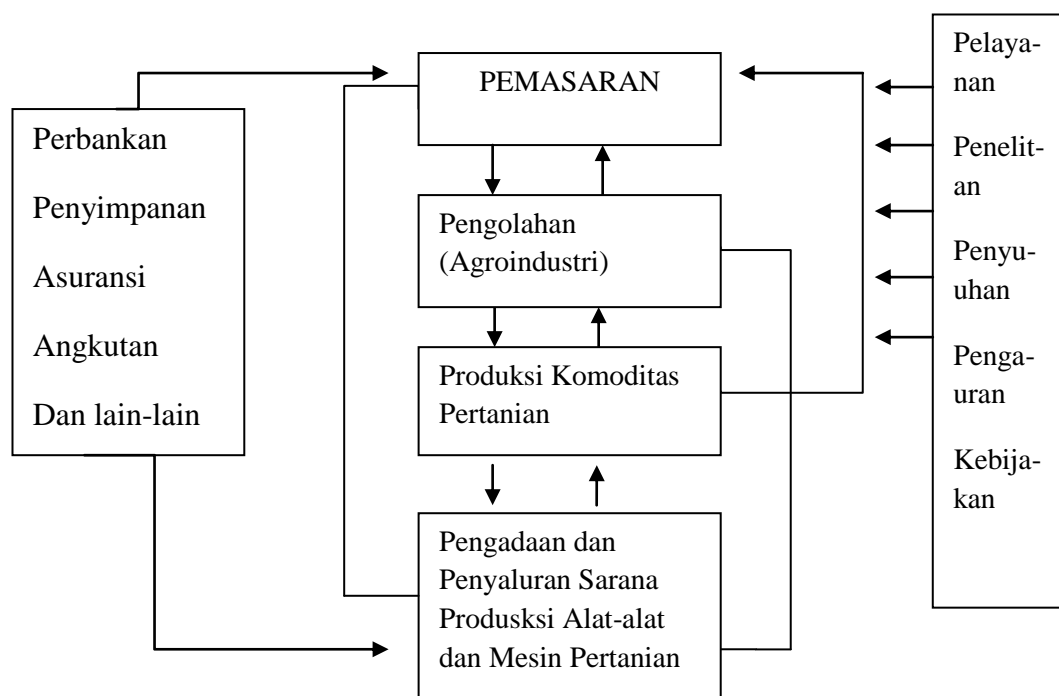 Perbankan
Penyimpanan
Asuransi
Angkutan
Dan lain-lain
PEMASARAN
Pengolahan
(Agroindustri)
Produksi Komoditas
Pertanian
Pengadaan dan
Penyaluran Sarana
Produsksi Alat-alat
dan Mesin Pertanian
Pelaya-
nan
Penelit-
an
Penyu-
uhan
Penga-
uran
Kebija-
kan